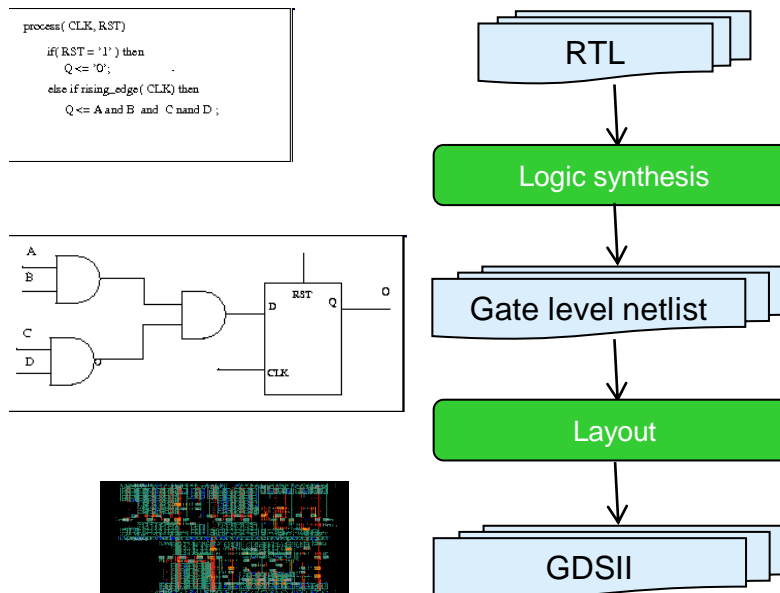 process( CLK, RST)
if( RST = '1' ) then
Q <= '0';
else if rising_edge( CLK) then
Q <= A and B and C nand D ;
RTL
Logic synthesis
A
B
C
D
D
RST
Q
CLK
O
Gate level netlist
Layout
GDSII